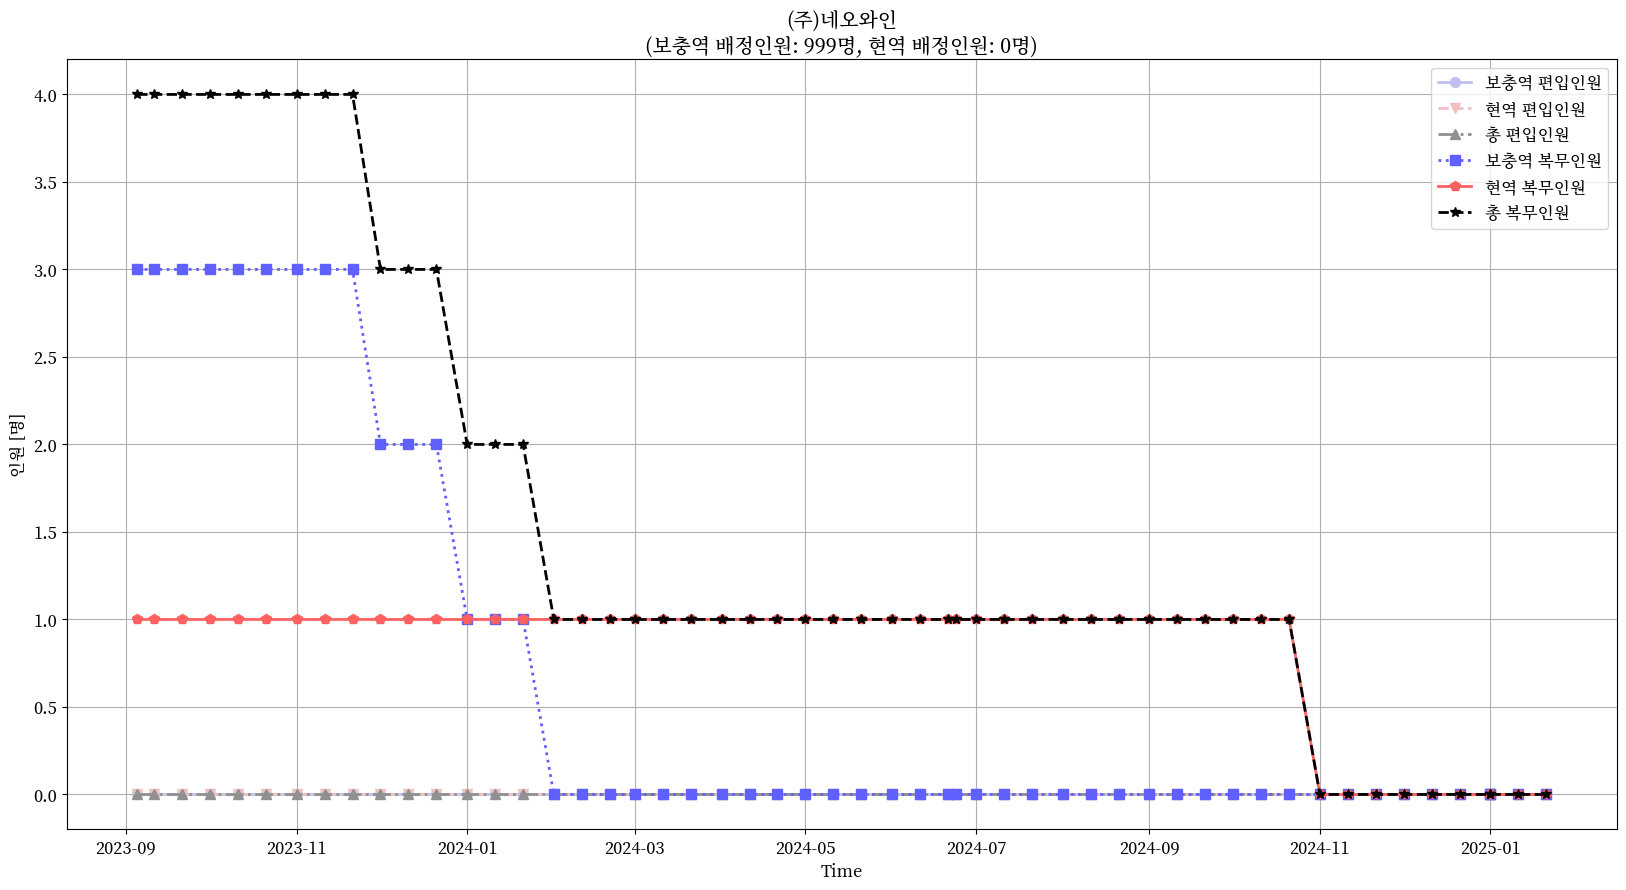 (주)네오와인
(보충역 배정인원: 999명, 현역 배정인원: 0명)
보충역 편입인원
현역 편입인원
총 편입인원
보충역 복무인원
현역 복무인원
총 복무인원
인원 [명]
4.0
3.5
3.0
2.5
2.0
1.5
1.0
0.5
0.0
2023-09
2023-11
2024-01
2024-03
2024-05
2024-07
2024-09
2024-11
2025-01
Time